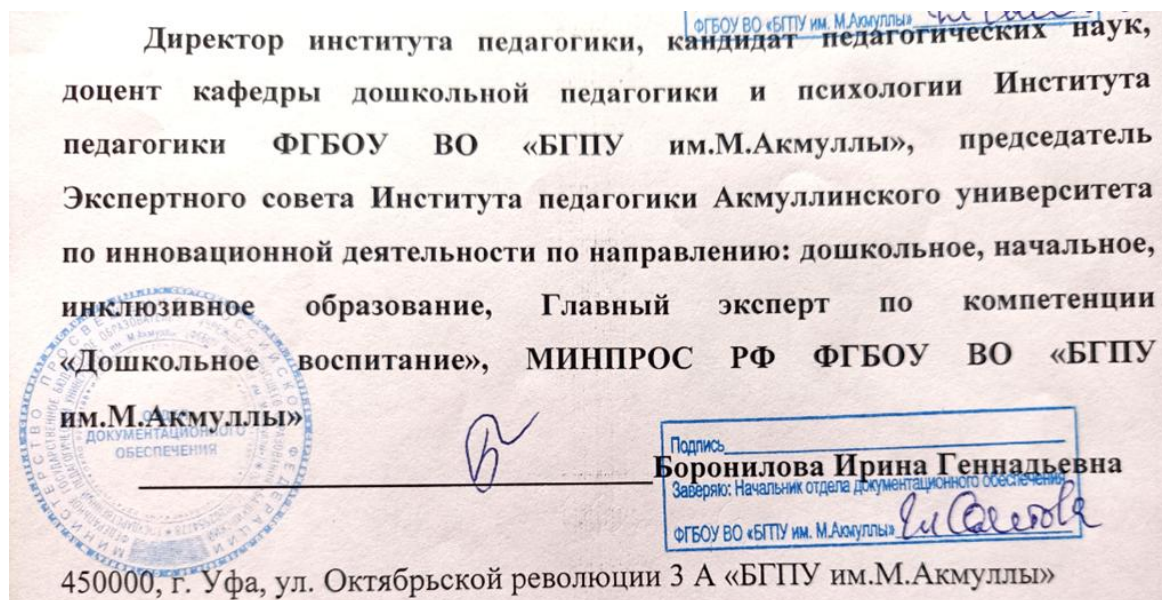 ФГБОУ ВО «БГПУ им. М.Акмуллы»
Директор института педагогики, кандидат педагогических наук,
доцент кафедры дошкольной педагогики и психологии Института
педагогики ФГБОУ ВО «БГПУ им.М.Акмуллы», председатель
Экспертного совета Института педагогики Акмуллинского университета
по инновационной деятельности по направлению: дошкольное, начальное,
инклюзивное образование, Главный эксперт по компетенции
«Дошкольное воспитание», МИНПРОС РФ ФГБОУ ВО «БГПУ
им.М.Акмуллы»
ОТДЕЛ
ДОКУМЕНТАЦИОННОГО
ОБЕСПЕЧЕНИЯ
Подпись
Боронилова Ирина Геннадьевна
Заверяю: Начальник отдела документационного обеспечения
ФГБОУ ВО «БГПУ им. М.Акмуллы»
450000, г. Уфа, ул. Октябрьской революции 3 А «БГПУ им.М.Акмуллы»